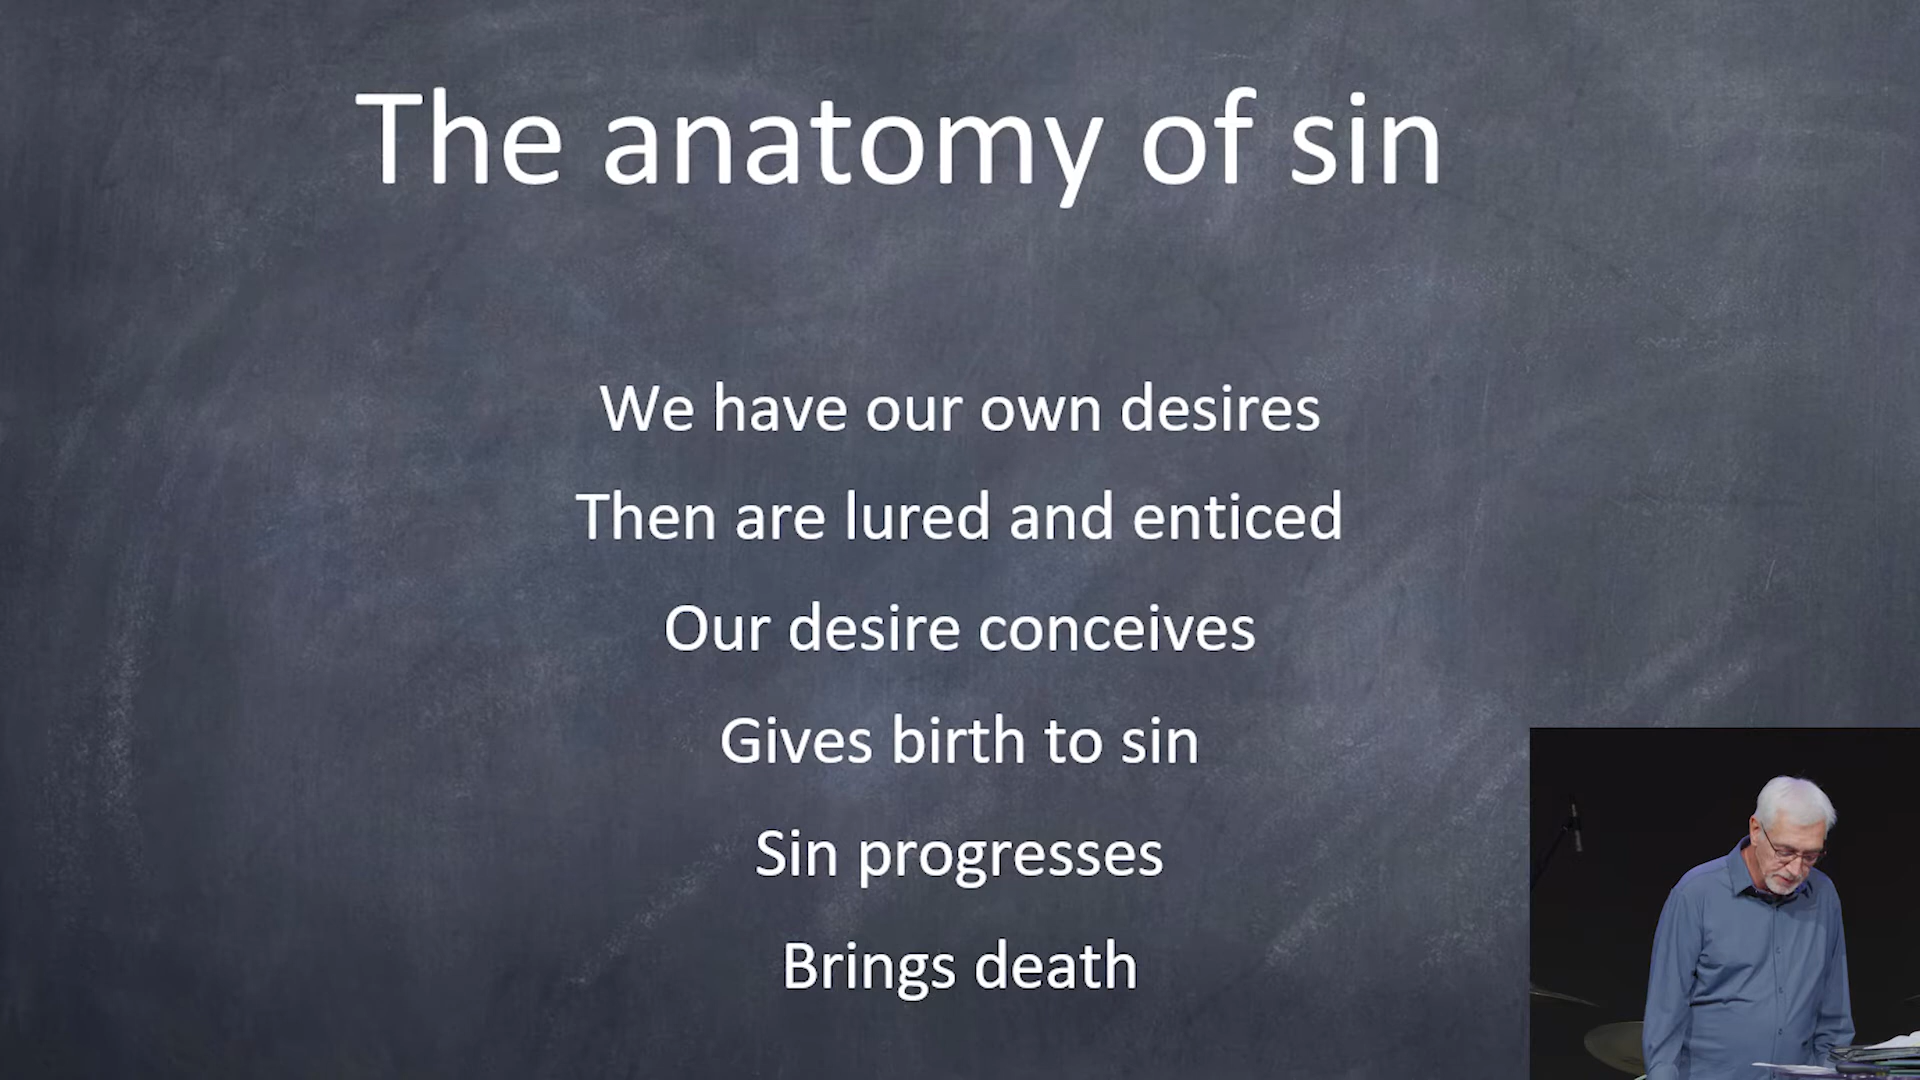 The anatomy of sin
We have our own desires
Then are lured and enticed
Our desire conceives
Gives birth to sin
Sin progresses
Brings death